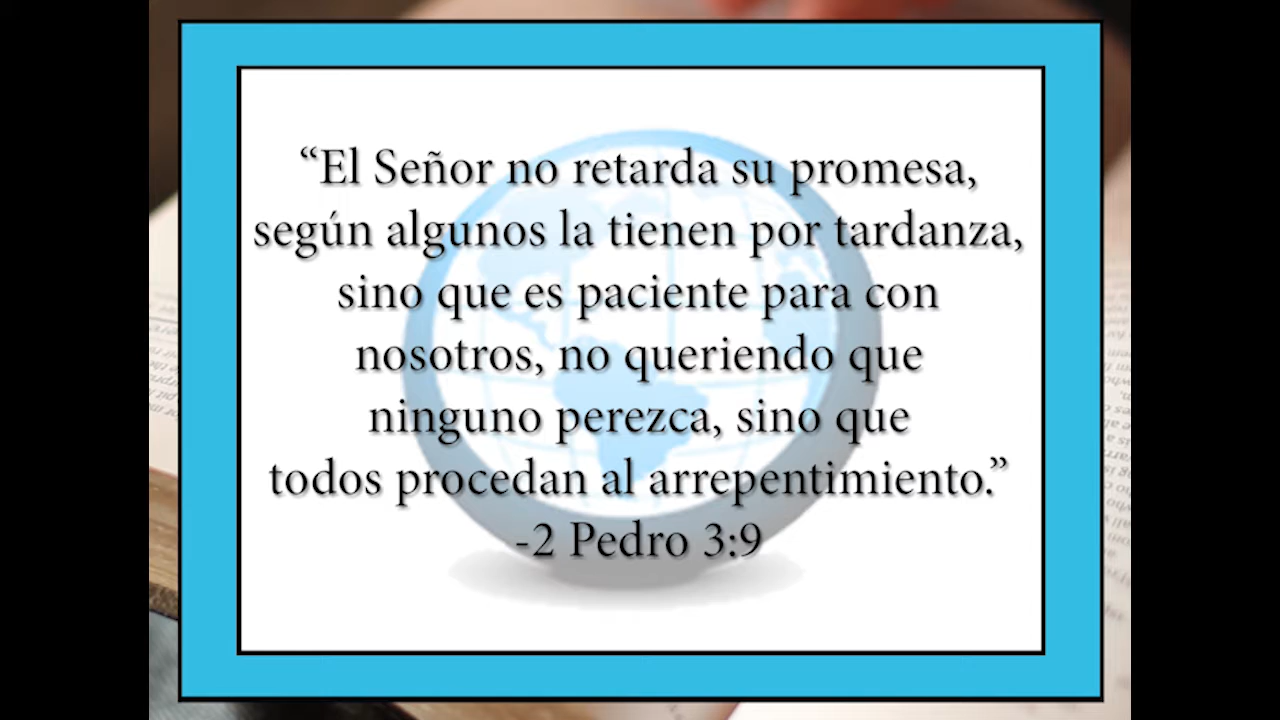 “El Señor no retarda su promesa,
según algunos la tienen por tardanza,
sino que es paciente para con
nosotros, no queriendo que
ninguno perezca, sino que
todos procedan al arrepentimiento.”
-2 Pedro 3:9